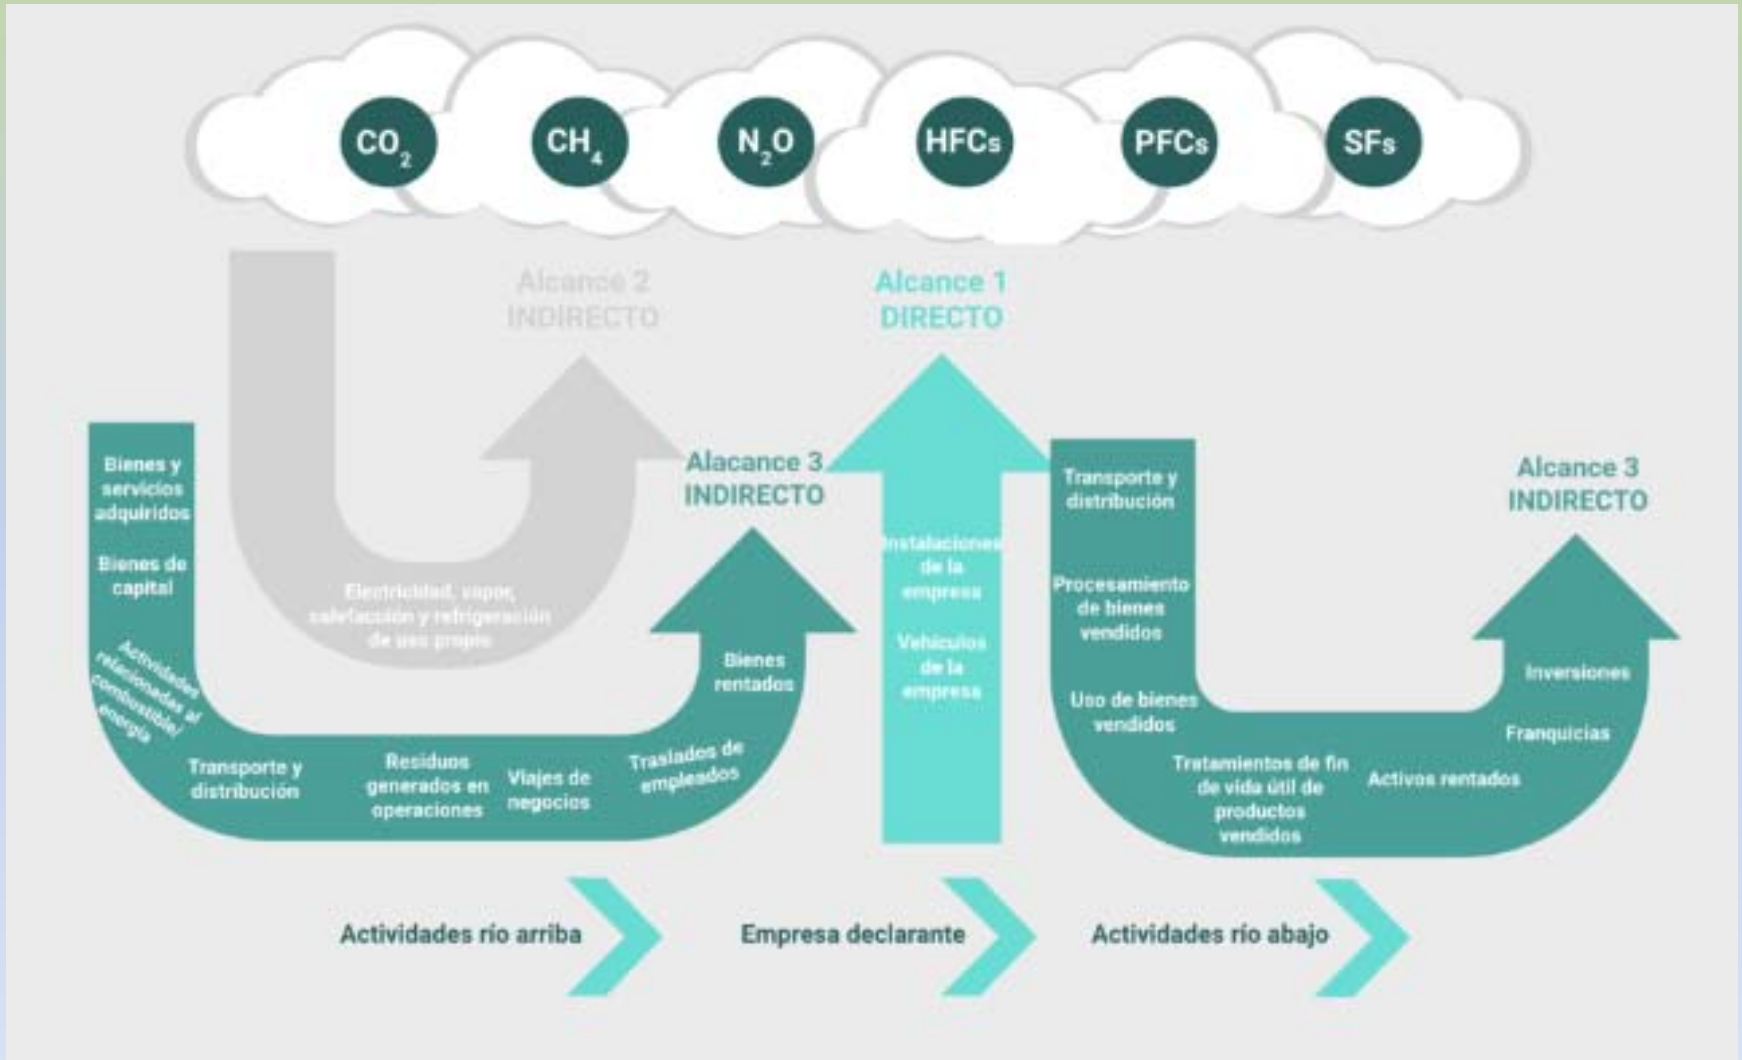 CO2
CH4
N2O
HFCs
PFCs
SFs
Alcance 2
INDIRECTO
Alcance 1
DIRECTO
Alacance 3
INDIRECTO
Alcance 3
INDIRECTO
Bienes y
servicios
adquiridos
Bienes de
capital
Actividades
relacionadas al
combustible/
energía
Transporte y
distribución
Residuos
generados en
operaciones
Viajes de
negocios
Traslados de
empleados
Bienes
rentados
Electricidad, vapor,
calefacción y refrigeración
de uso propio
Instalaciones
de la
empresa
Vehículos
de la
empresa
Transporte y
distribución
Procesamiento
de bienes
vendidos
Uso de bienes
vendidos
Tratamientos de fin
de vida útil de
productos
vendidos
Activos rentados
Franquicias
Inversiones
Actividades río arriba
Empresa declarante
Actividades río abajo